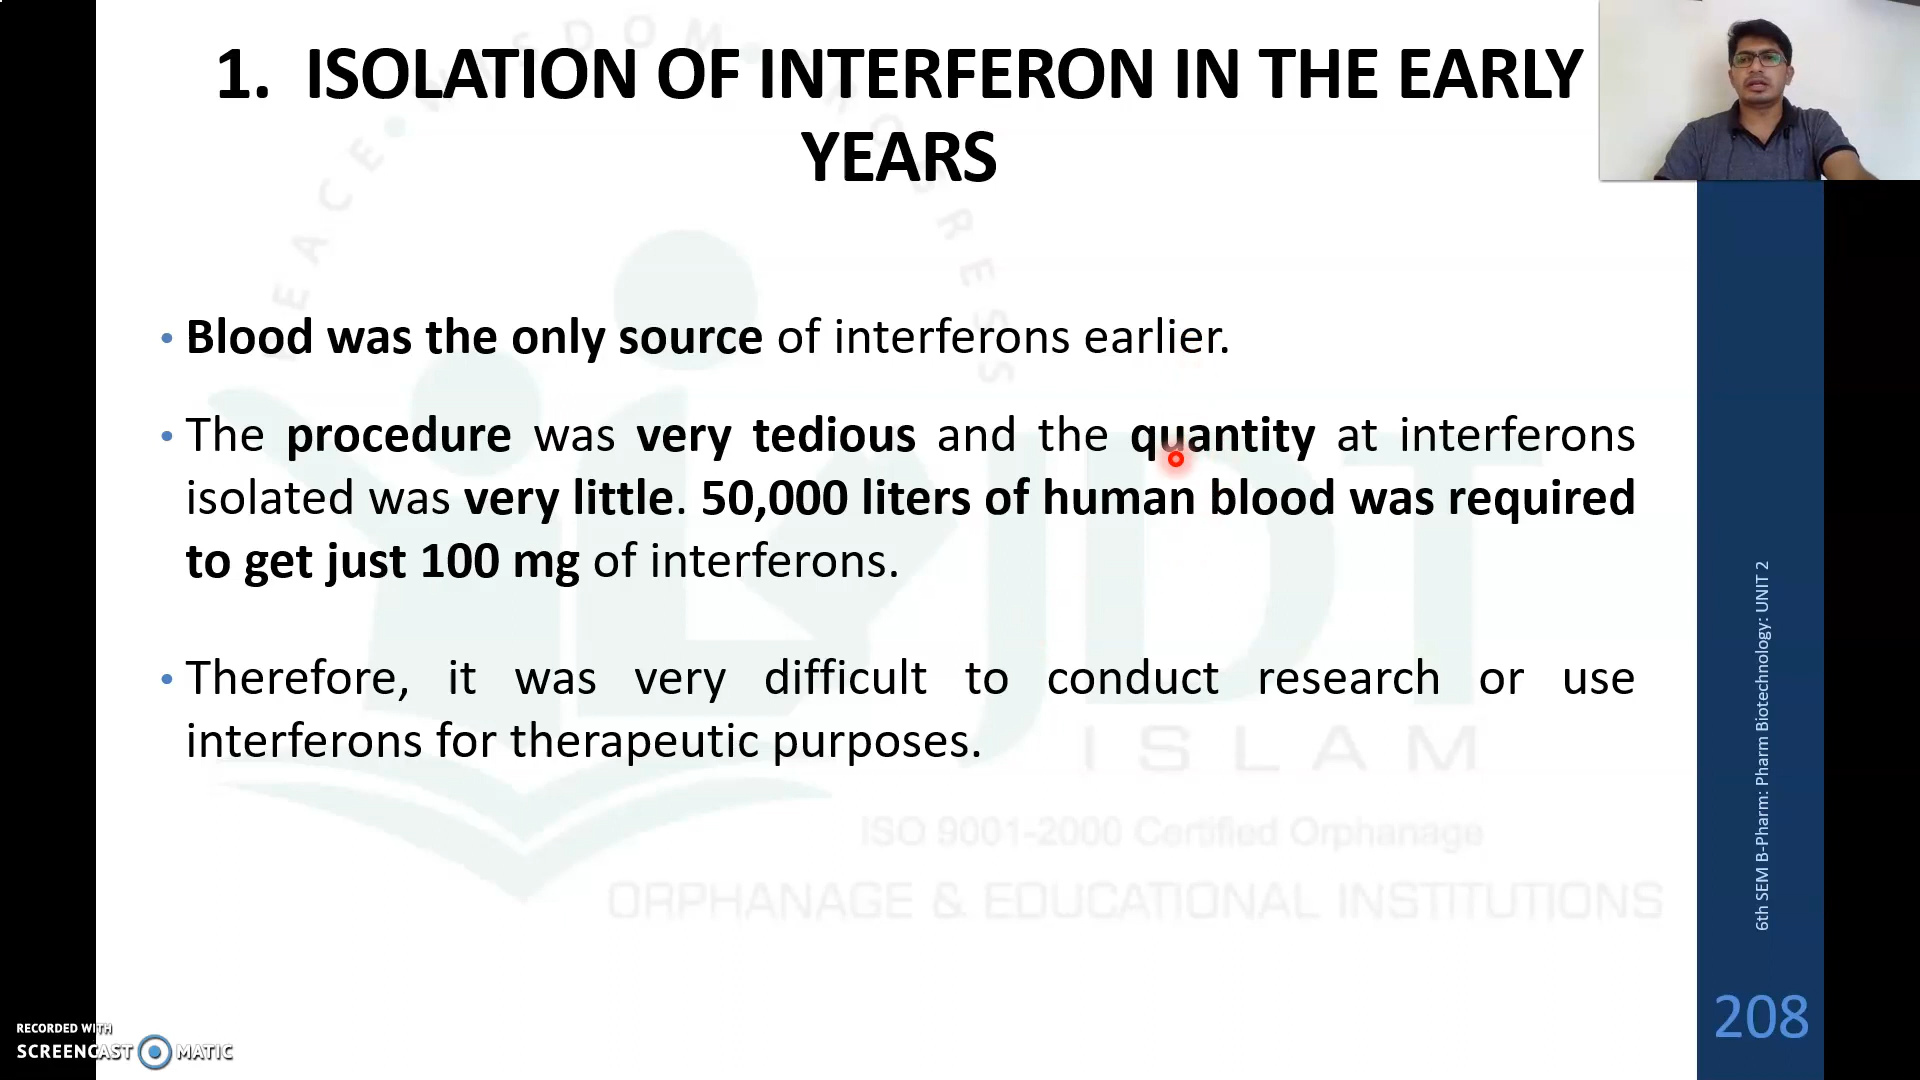 1. ISOLATION OF INTERFERON IN THE EARLY
YEARS
• Blood was the only source of interferons earlier.
• The procedure was very tedious and the quantity at interferons
isolated was very little. 50,000 liters of human blood was required
to get just 100 mg of interferons.
• Therefore, it was very difficult to conduct research or use
interferons for therapeutic purposes.
JDT
ISLAM
ISO 9001-2000 Certified Orphanage
ORPHANAGE & EDUCATIONAL INSTITUTIONS
6th SEM B-Pharm: Pharm Biotechnology: UNIT 2
208
RECORDED WITH
SCREENCAST MATIC